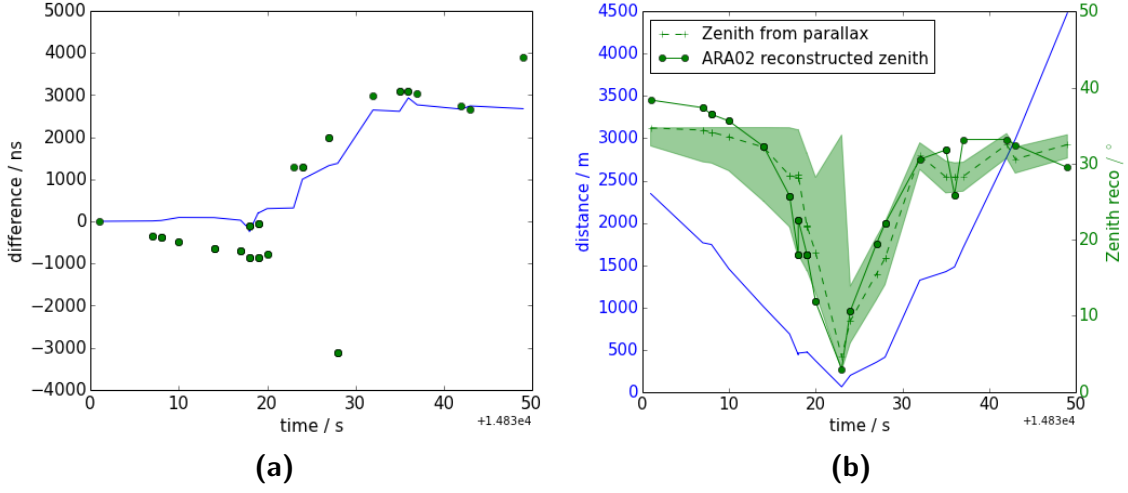 5000
4000
3000
2000
1000
0
−1000
−2000
−3000
−4000
difference / ns
0 10 20 30 40 50
time / s
+1.483e4
(a)
4500
4000
3500
3000
2500
2000
1500
1000
500
0
distance / m
Zenith from parallax
ARA02 reconstructed zenith
50
40
30
20
10
0
Zenith reco / °
0 10 20 30 40 50
time / s
+1.483e4
(b)